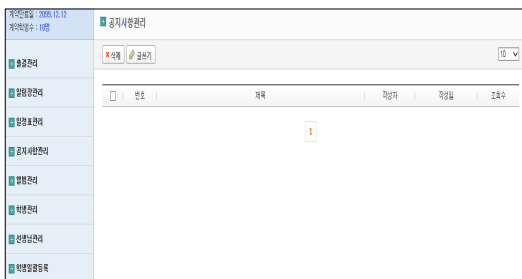 계약만료일 : 2099.12.12
계약학생수 : 10명
출결관리
알림장관리
일정표관리
공지사항관리
앨범관리
학생관리
선생님관리
학생일괄등록
공지사항관리
삭제 글쓰기 10
번호 제목 작성자 작성일 조회수
1